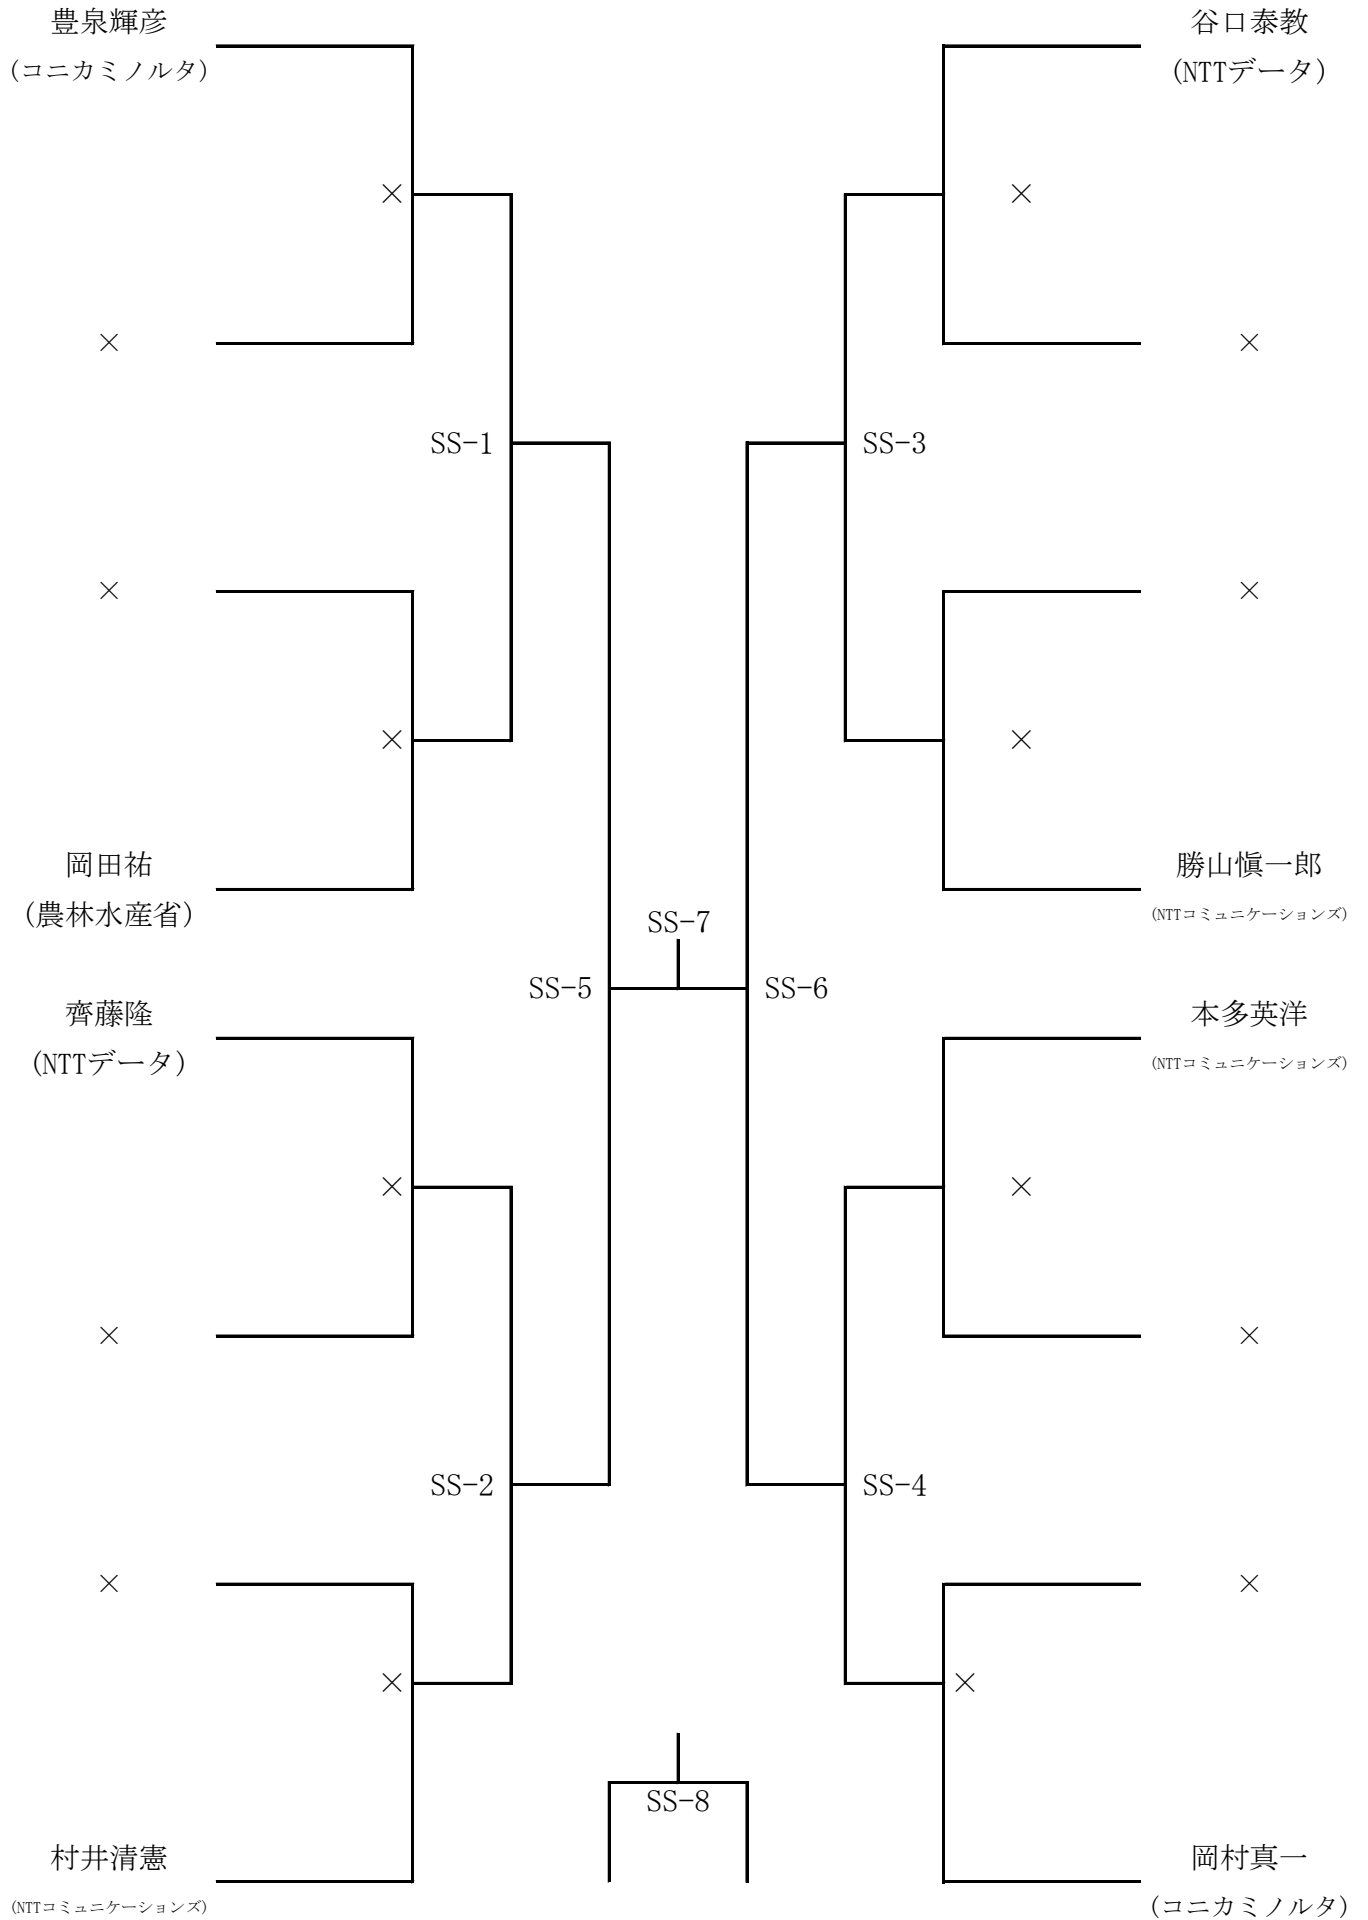 豊泉輝彦
(コニカミノルタ)
×
×
SS-1
×
×
岡田祐
(農林水産省)
齊藤隆
(NTTデータ)
×
×
SS-2
×
×
村井清憲
(NTTコミュニケーションズ)
SS-5
SS-7
SS-6
SS-8
谷口泰教
(NTTデータ)
×
×
SS-3
×
×
勝山愼一郎
(NTTコミュニケーションズ)
本多英洋
(NTTコミュニケーションズ)
×
×
SS-4
×
×
岡村真一
(コニカミノルタ)